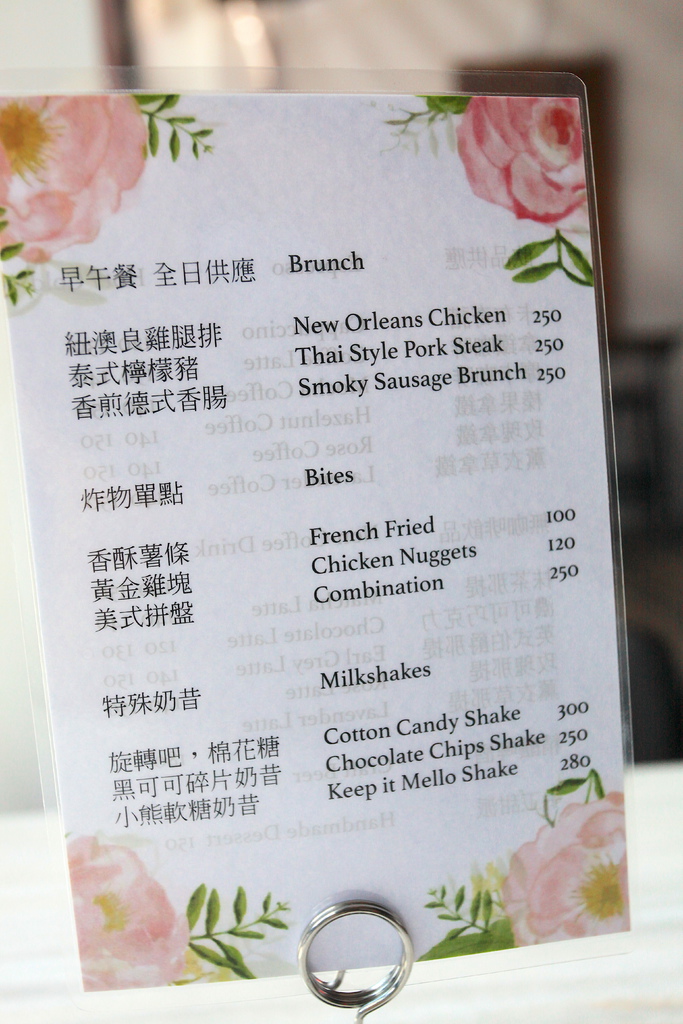 早午餐 全日供應 Brunch
紐澳良雞腿排 New Orleans Chicken 250
泰式檸檬豬 Thai Style Pork Steak 250
香煎德式香腸 Smoky Sausage Brunch 250
炸物單點 Bites
香酥薯條 French Fried 100
黃金雞塊 Chicken Nuggets 120
美式拼盤 Combination 250
特殊奶昔 Milkshakes
旋轉吧，棉花糖 Cotton Candy Shake 300
黑可可碎片奶昔 Chocolate Chips Shake 250
小熊軟糖奶昔 Keep it Mello Shake 280